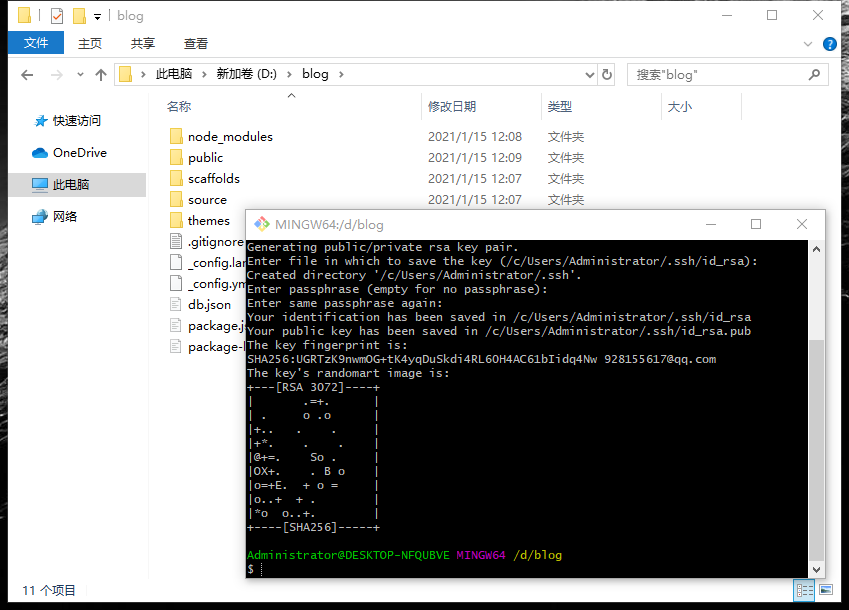 blog
文件 主页 共享 查看
此电脑 新加卷 (D:) blog 搜索"blog"
名称 修改日期 类型 大小
快速访问
OneDrive
此电脑
网络
node_modules 2021/1/15 12:08 文件夹
public 2021/1/15 12:09 文件夹
scaffolds 2021/1/15 12:07 文件夹
source 2021/1/15 12:07 文件夹
themes
.gitignore
_config.lan
_config.ym
db.json
package.j
package-l
MINGW64:/d/blog
Generating public/private rsa key pair.
Enter file in which to save the key (/c/Users/Administrator/.ssh/id_rsa):
Created directory '/c/Users/Administrator/.ssh'.
Enter passphrase (empty for no passphrase):
Enter same passphrase again:
Your identification has been saved in /c/Users/Administrator/.ssh/id_rsa
Your public key has been saved in /c/Users/Administrator/.ssh/id_rsa.pub
The key fingerprint is:
SHA256:UGRTzK9nwmOG+tK4yqDuSkdi4RL6OH4AC61bIidq4Nw 928155617@qq.com
The key's randomart image is:
+---[RSA 3072]----+
|       .=+.      |
| .     o .o      |
|+..   .    .     |
|+*.    .    .    |
|@+=.    So .     |
|OX+.    . B o    |
|o=+E.  + o =     |
|o..+  + .        |
|*o  o..+.        |
+----[SHA256]-----+
Administrator@DESKTOP-NFQUBVE MINGW64 /d/blog
$
11 个项目